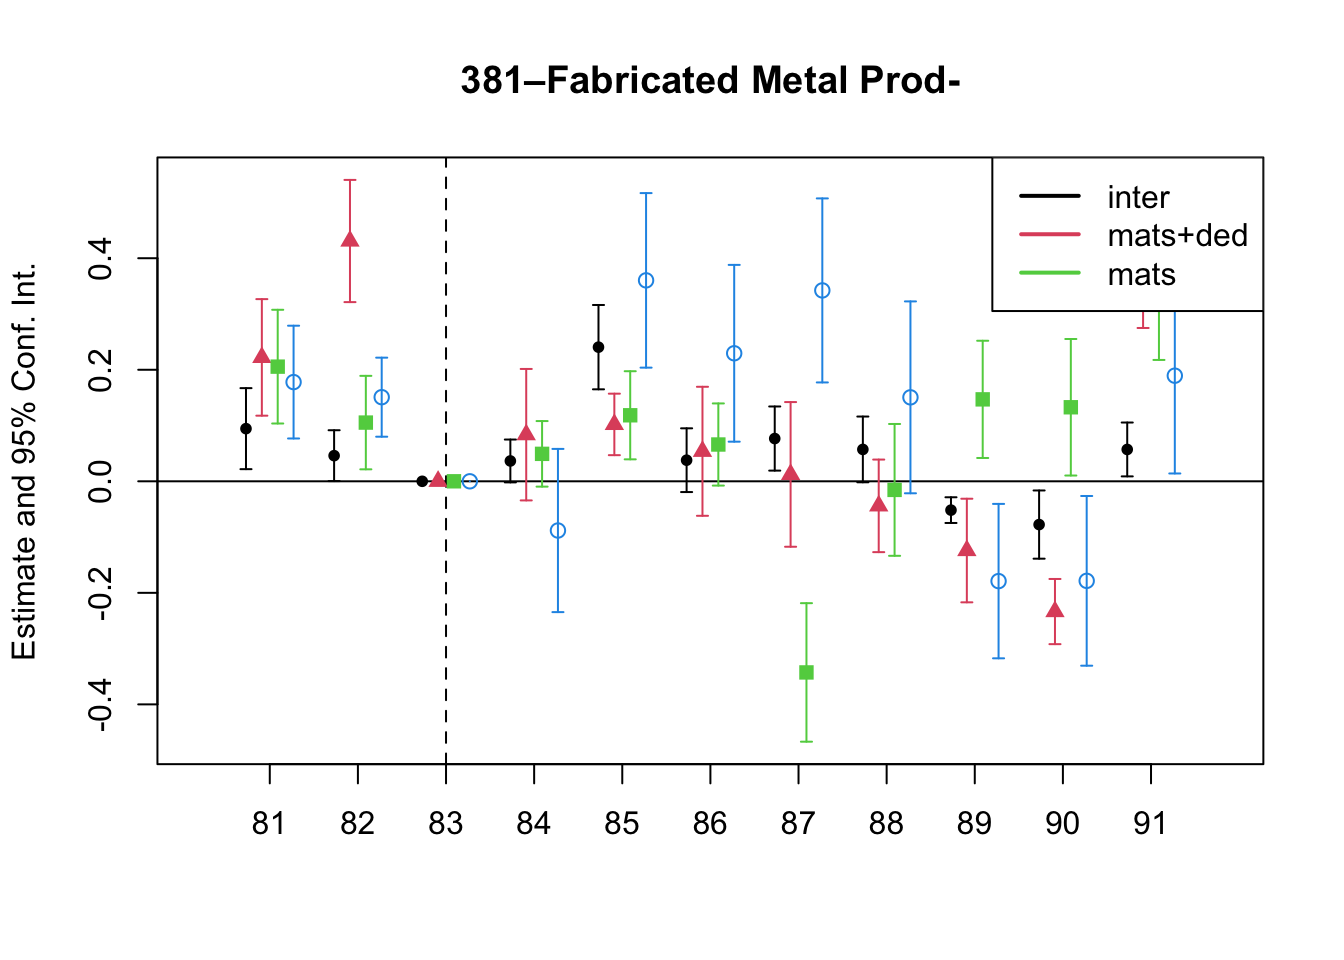 381–Fabricated Metal Prod-
Estimate and 95% Conf. Int.
0.4
0.2
0.0
-0.2
-0.4
inter
mats+ded
mats
81 82 83 84 85 86 87 88 89 90 91